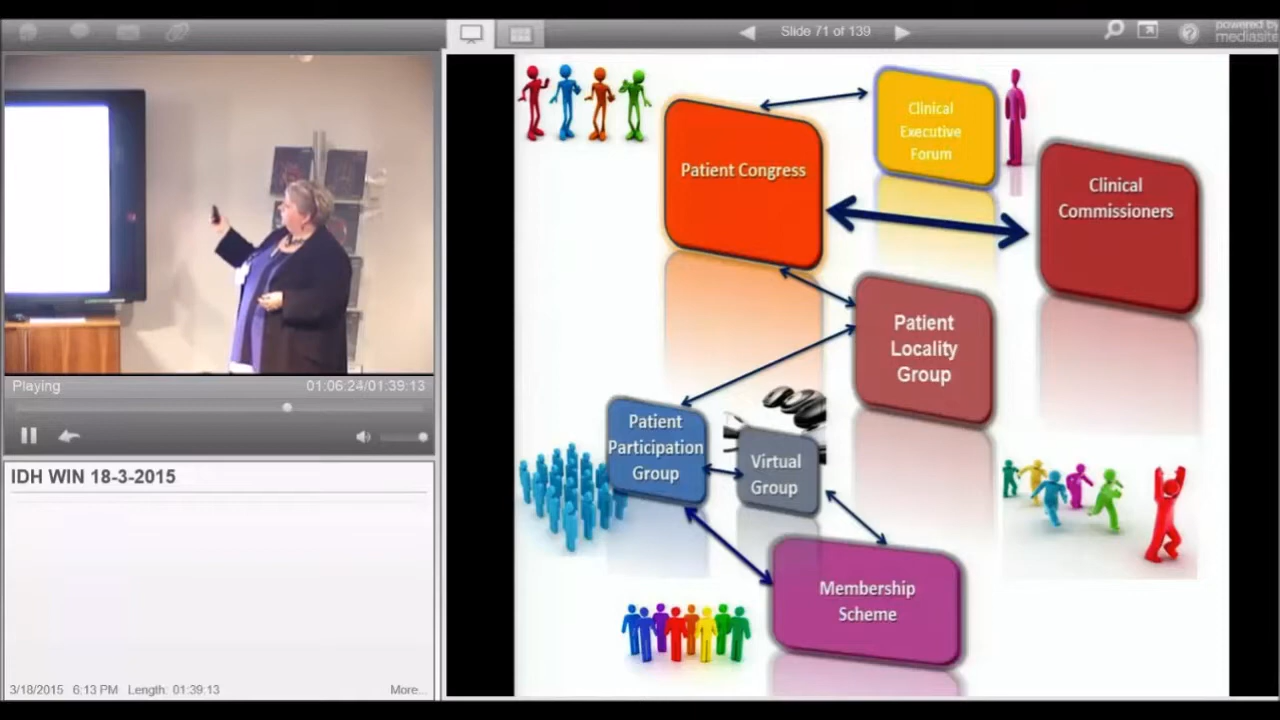 Slide 71 of 139
powered by
mediasite
Playing
01:06:24/01:39:13
IDH WIN 18-3-2015
3/18/2015 6:13 PM Length: 01:39:13
More...
Patient Congress
Clinical
Executive
Forum
Clinical
Commissioners
Patient
Locality
Group
Patient
Participation
Group
Virtual
Group
Membership
Scheme